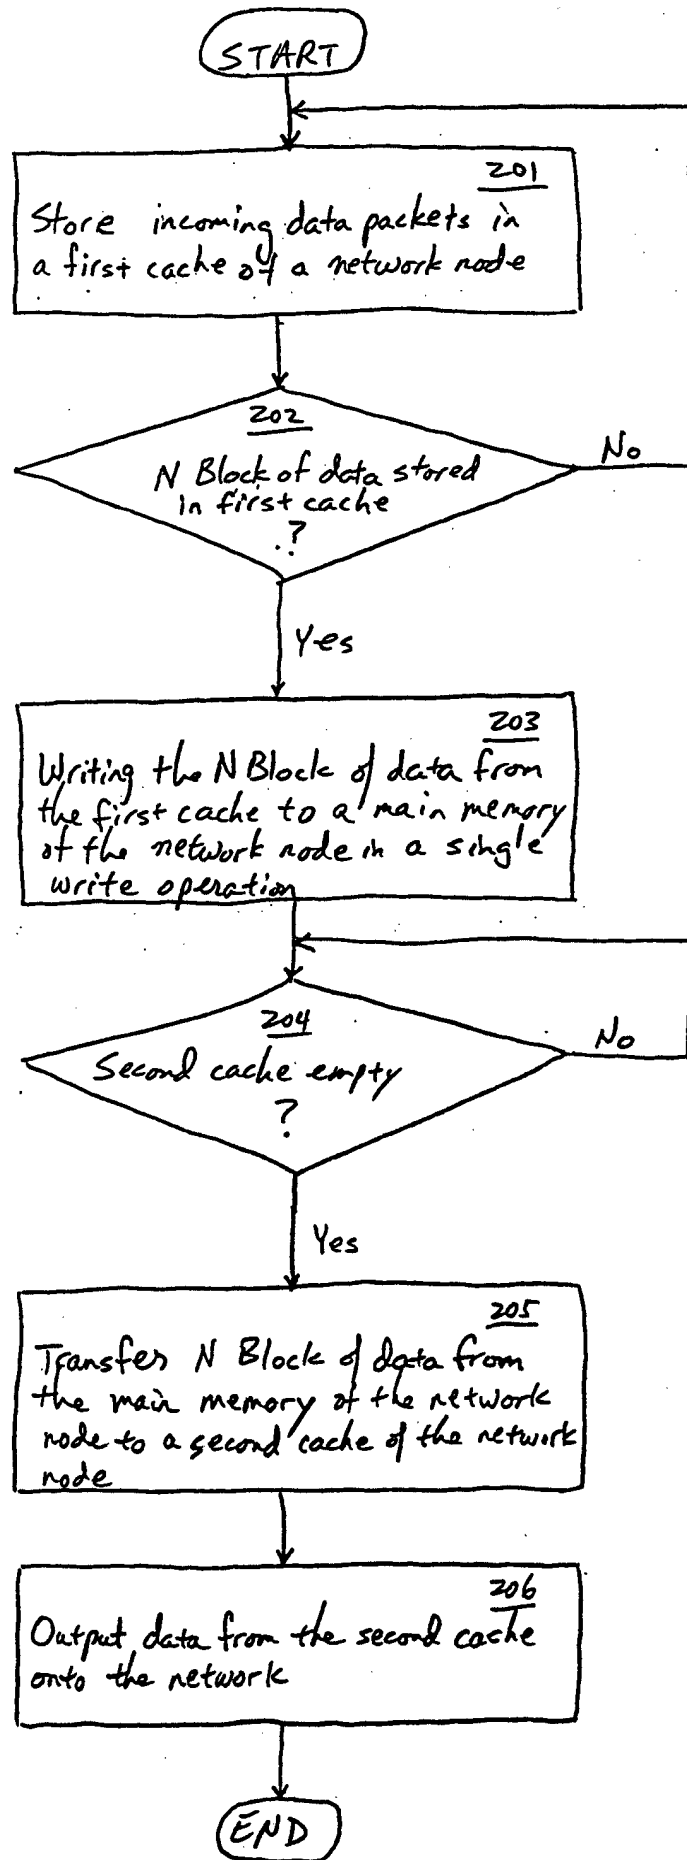 START
201
Store incoming data packets in
a first cache of a network node
202
N Block of data stored
in first cache
?
No
Yes
203
Writing the N Block of data from
the first cache to a main memory
of the network node in a single
write operation
204
Second cache empty
?
No
Yes
205
Transfer N Block of data from
the main memory of the network
node to a second cache of the network
node
206
Output data from the second cache
onto the network
END